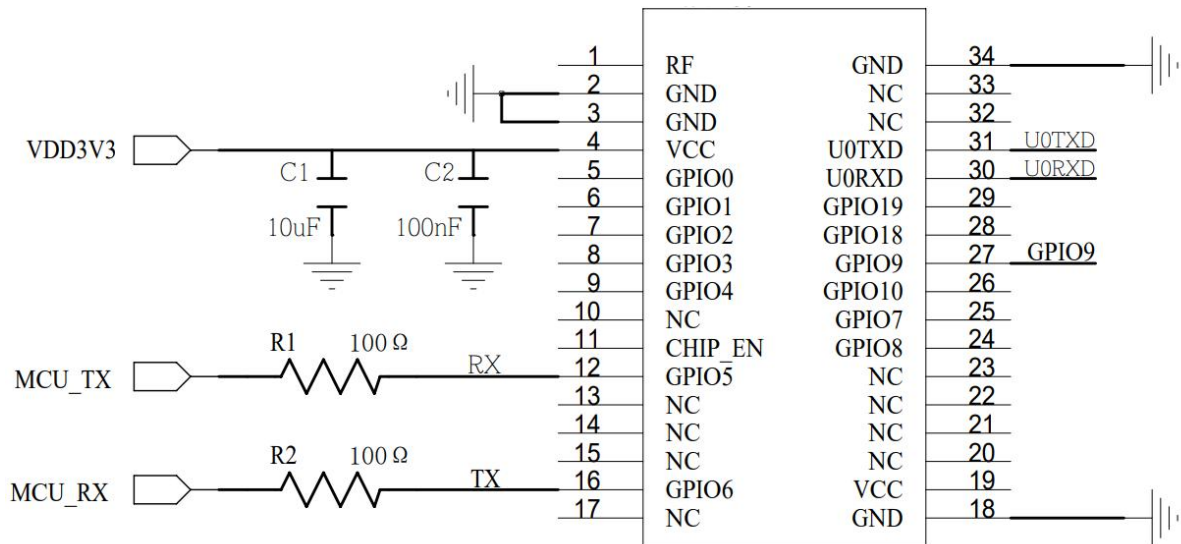 1 RF GND 34
2 GND NC 33
3 GND NC 32
VDD3V3 4 VCC U0TXD 31 U0TXD
C1 C2 5 GPIO0 U0RXD 30 U0RXD
6 GPIO1 GPIO19 29
10uF 100nF 7 GPIO2 GPIO18 28
8 GPIO3 GPIO9 27 GPIO9
9 GPIO4 GPIO10 26
10 NC GPIO7 25
R1 100Ω 11 CHIP_EN GPIO8 24
MCU_TX RX 12 GPIO5 NC 23
13 NC NC 22
14 NC NC 21
R2 100Ω 15 NC NC 20
MCU_RX TX 16 GPIO6 VCC 19
17 NC GND 18